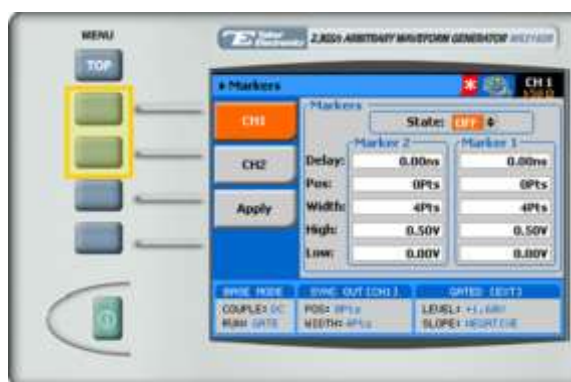 MENU
TOP
Tabor Electronics
2.3GS/s ARBITRARY WAVEFORM GENERATOR
Markers
CH 1
CH1
CH2
Apply
Markers
State: OFF
Marker 2 Marker 1
Delay: 0.00ns 0.00ns
Pos: 0Pts 0Pts
Width: 4Pts 4Pts
High: 0.50V 0.50V
Low: 0.00V 0.00V
BASE MODE
COUPLE: DC
RUN: GATE
SYNC OUT [CH1]
POS: 0Pts
WIDTH: 4Pts
GATED [EXT]
LEVEL:
SLOPE: NEGATIVE